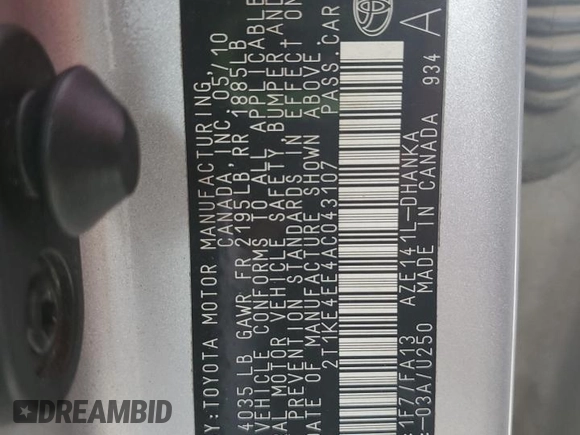 Y:TOYOTA MOTOR MANUFACTURING,
CANADA, INC. 05/10
4035LB GAWR FR 2195LB RR 1885LB
VEHICLE CONFORMS TO ALL APPLICABLE
MOTOR VEHICLE SAFETY, BUMPER AND
PREVENTION STANDARDS IN EFFECT ON
DATE OF MANUFACTURE SHOWN ABOVE.
2T1KE4EE4AC043107 PASS.CAR
1F7/FA13 AZE141L-DHANKA
-03A/0250 MADE IN CANADA 934 A
DREAMBID